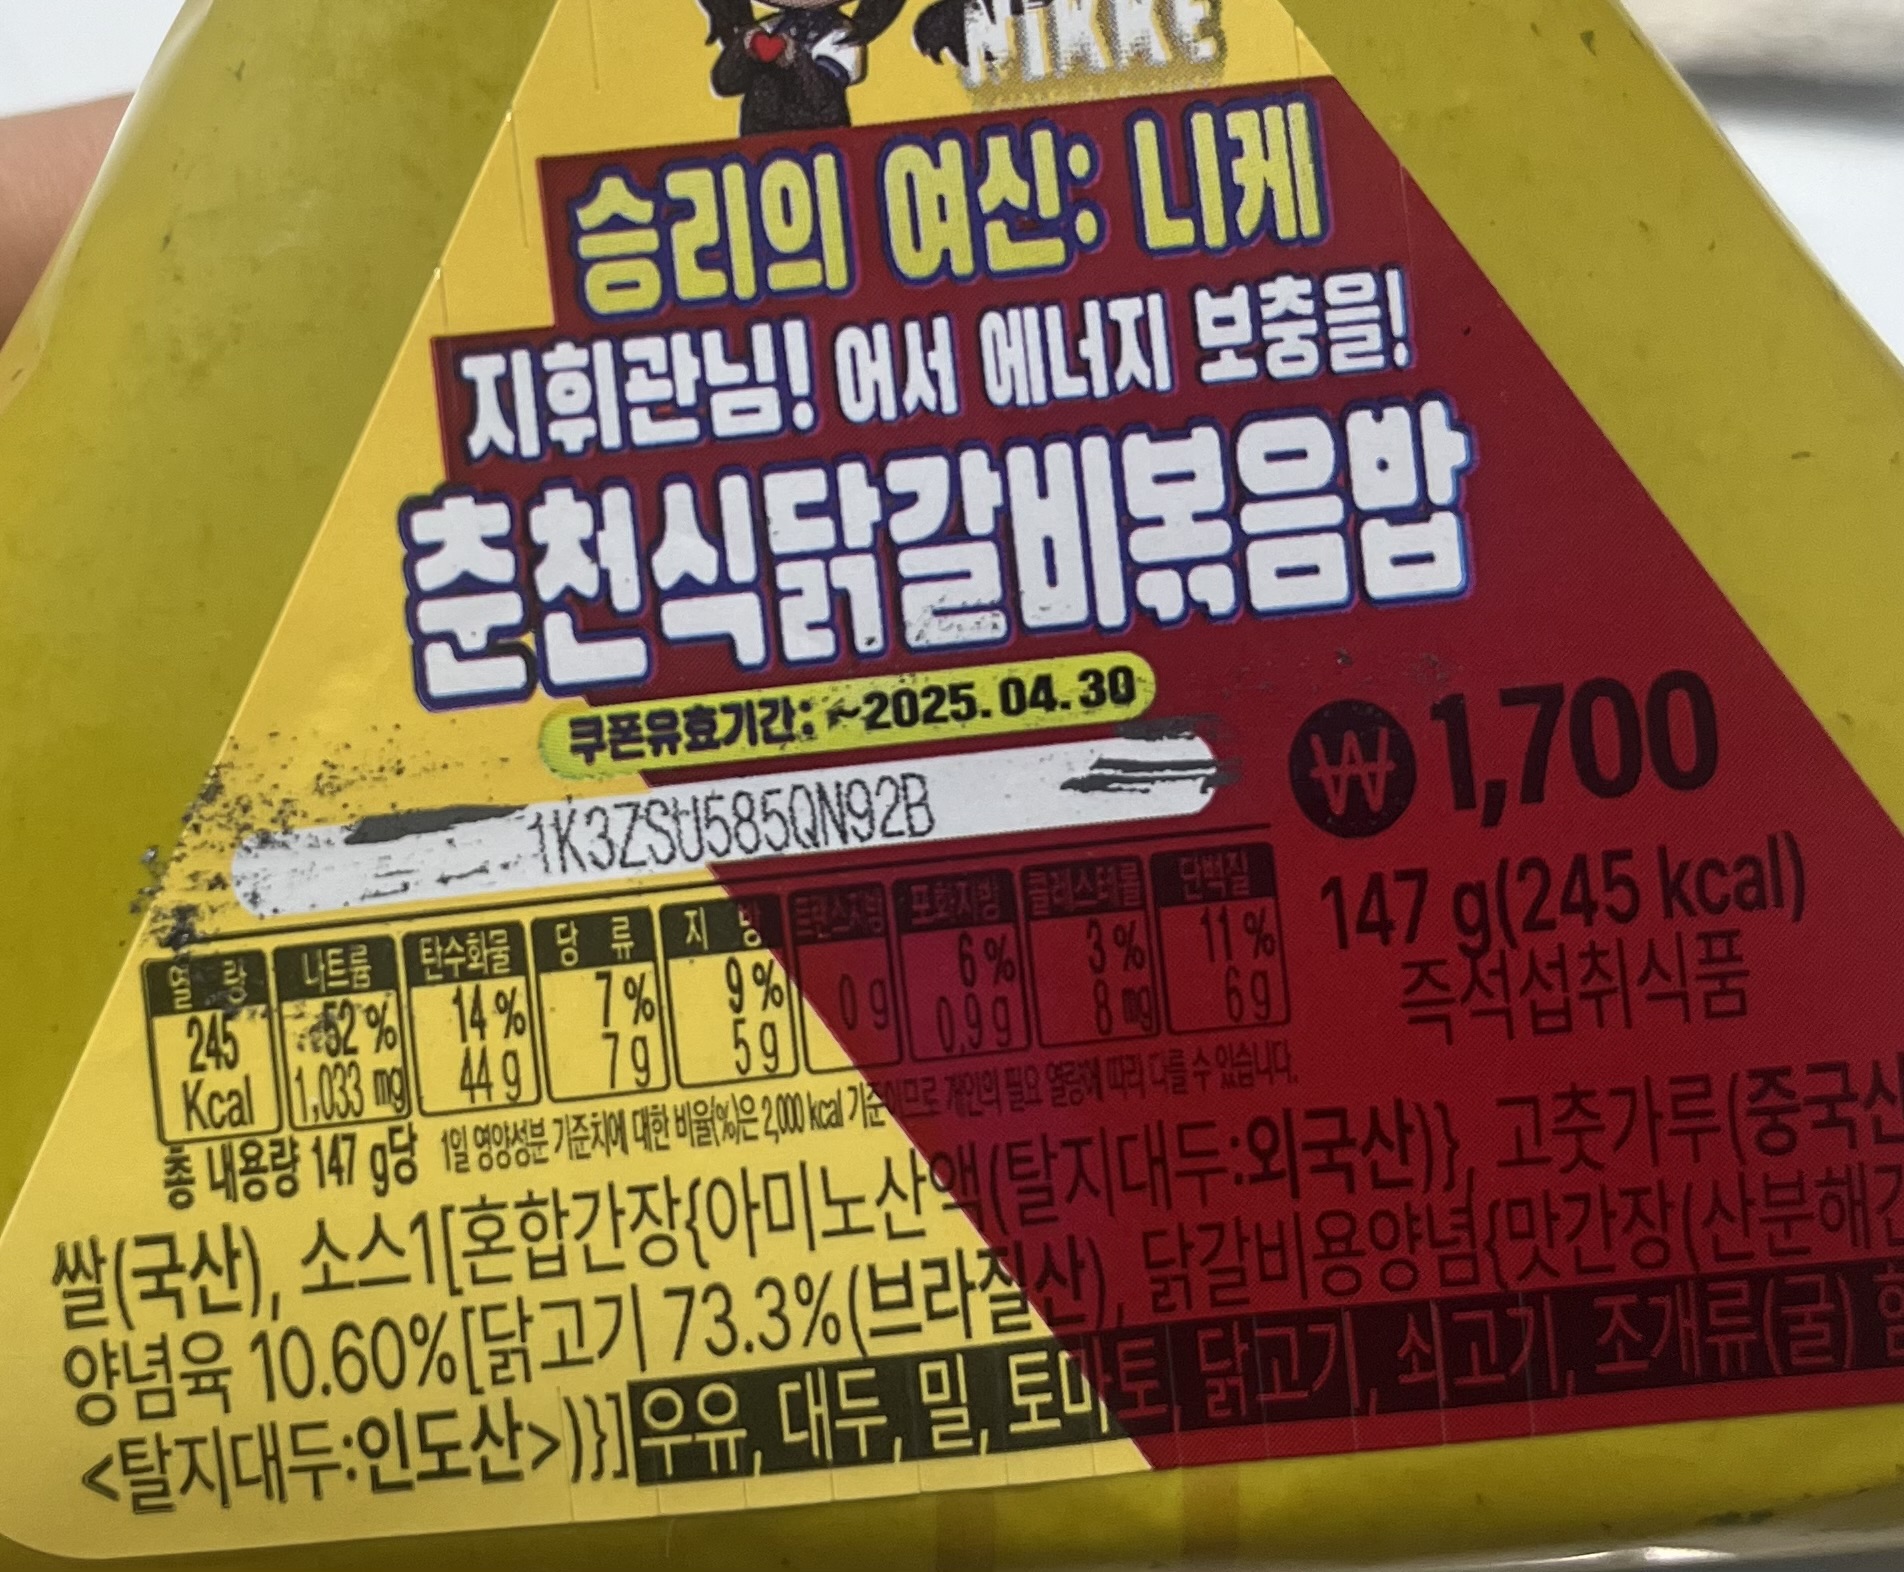 NIKKE
승리의 여신: 니케
지휘관님! 어서 에너지 보충을!
춘천식닭갈비볶음밥
쿠폰유효기간: ~2025.04.30
1K3ZSU585QN92B
₩1,700
147 g(245 kcal)
즉석섭취식품
열량 나트륨 탄수화물 당류 지방 트랜스지방 포화지방 콜레스테롤 단백질
245 52% 14% 7% 9% 0g 6% 3% 11%
Kcal 1,033mg 44g 7g 5g 0.9g 8mg 6g
총 내용량 147 g당 1일 영양성분 기준치에 대한 비율(%)은 2,000 kcal 기준이므로 개인의 필요 열량에 따라 다를 수 있습니다.
쌀(국산), 소스1[혼합간장{아미노산액(탈지대두:외국산)}, 고춧가루(중국산
양념육 10.60%[닭고기 73.3%(브라질산), 닭갈비용양념{맛간장(산분해간
<탈지대두:인도산>)}]우유, 대두, 밀, 토마토, 닭고기, 쇠고기, 조개류(굴)